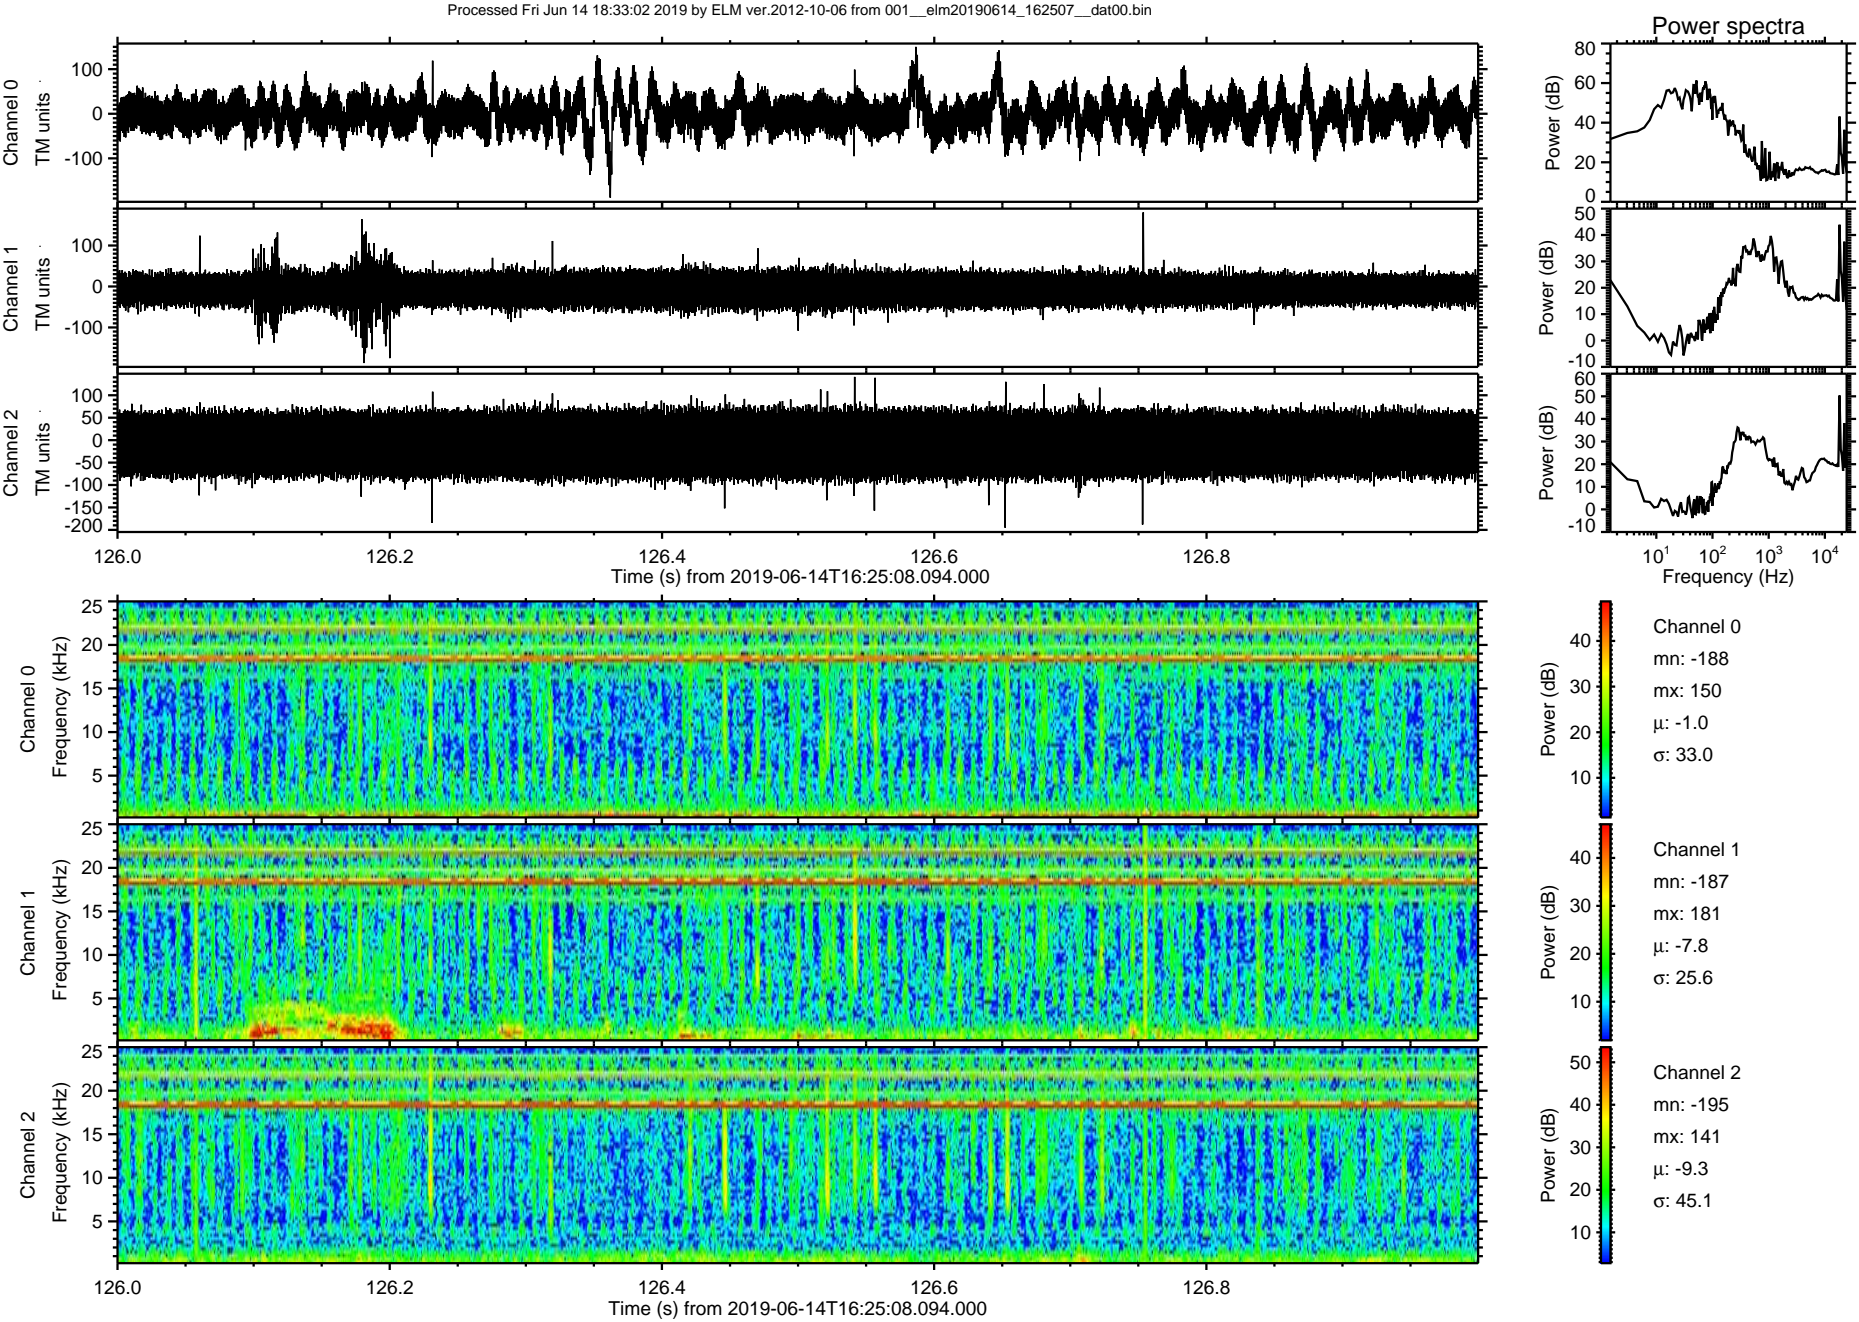 Processed Fri Jun 14 18:33:02 2019 by ELM ver.2012-10-06 from 001__elm20190614_162507__dat00.bin
Power spectra
Channel 0
TM units
100
0
-100
Power (dB)
80
60
40
20
0
Channel 1
TM units
100
0
-100
Power (dB)
50
40
30
20
10
0
-10
Channel 2
TM units
100
50
0
-50
-100
-150
-200
Power (dB)
60
50
40
30
20
10
0
-10
126.0 126.2 126.4 126.6 126.8
Time (s) from 2019-06-14T16:25:08.094.000
10^1 10^2 10^3 10^4
Frequency (Hz)
Channel 0
Frequency (kHz)
25
20
15
10
5
Power (dB)
40
30
20
10
Channel 0
mn: -188
mx: 150
μ: -1.0
σ: 33.0
Channel 1
Frequency (kHz)
25
20
15
10
5
Power (dB)
40
30
20
10
Channel 1
mn: -187
mx: 181
μ: -7.8
σ: 25.6
Channel 2
Frequency (kHz)
25
20
15
10
5
Power (dB)
50
40
30
20
10
Channel 2
mn: -195
mx: 141
μ: -9.3
σ: 45.1
126.0 126.2 126.4 126.6 126.8
Time (s) from 2019-06-14T16:25:08.094.000